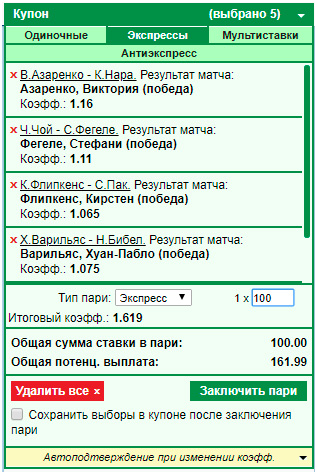 Купон (выбрано 5)
Одиночные Экспрессы Мультиставки
Антиэкспресс
x В.Азаренко - К.Нара. Результат матча:
Азаренко, Виктория (победа)
Коэфф.: 1.16
x Ч.Чой - С.Фегеле. Результат матча:
Фегеле, Стефани (победа)
Коэфф.: 1.11
x К.Флипкенс - С.Пак. Результат матча:
Флипкенс, Кирстен (победа)
Коэфф.: 1.065
x Х.Варильяс - Н.Бибел. Результат матча:
Варильяс, Хуан-Пабло (победа)
Коэфф.: 1.075
Тип пари: Экспресс 1 x 100
Итоговый коэфф.: 1.619
Общая сумма ставки в пари: 100.00
Общая потенц. выплата: 161.99
Удалить все x Заключить пари
Сохранить выборы в купоне после заключения
пари
Автоподтверждение при изменении коэфф.